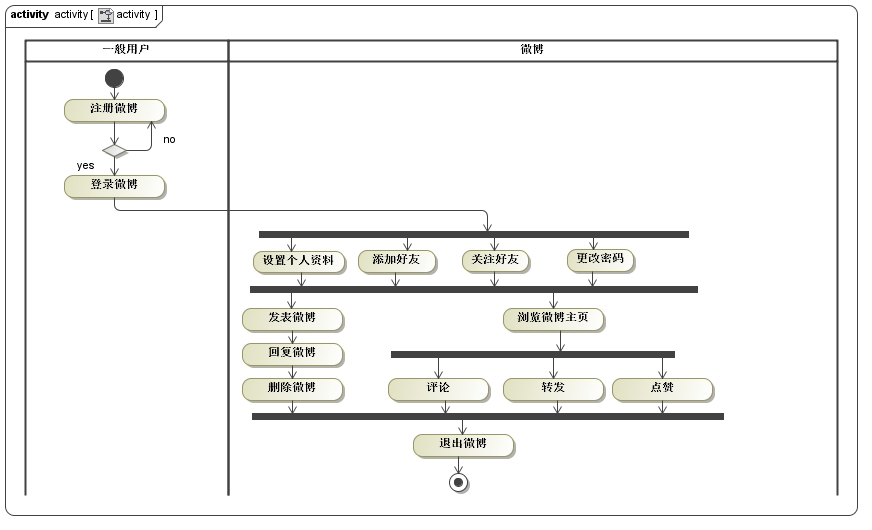 activity activity [ activity ]
一般用户
微博
注册微博
no
yes
登录微博
设置个人资料
添加好友
关注好友
更改密码
发表微博
浏览微博主页
回复微博
删除微博
评论
转发
点赞
退出微博